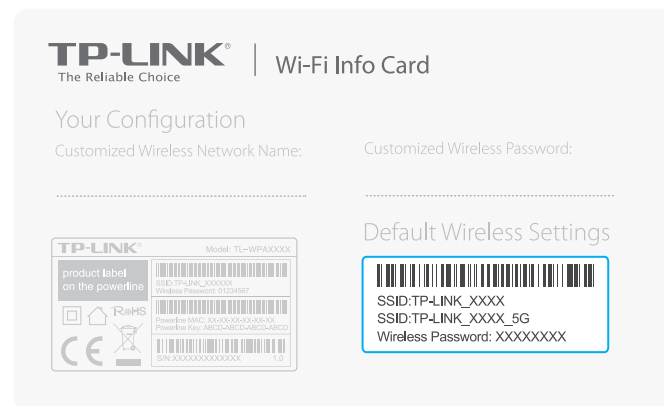 TP-LINK®
The Reliable Choice
Wi-Fi Info Card
Your Configuration
Customized Wireless Network Name:
Customized Wireless Password:
TP-LINK®
Model: TL-WPAXXXX
product label
on the powerline
SSID:TP-LINK_XXXXXX
Wireless Password: 01234567
Powerline MAC: XX-XX-XX-XX-XX-XX
Powerline Key: ABCD-ABCD-ABCD-ABCD
RoHS
CE
S/N:XXXXXXXXXXXXX 1.0
Default Wireless Settings
SSID:TP-LINK_XXXX
SSID:TP-LINK_XXXX_5G
Wireless Password: XXXXXXXX